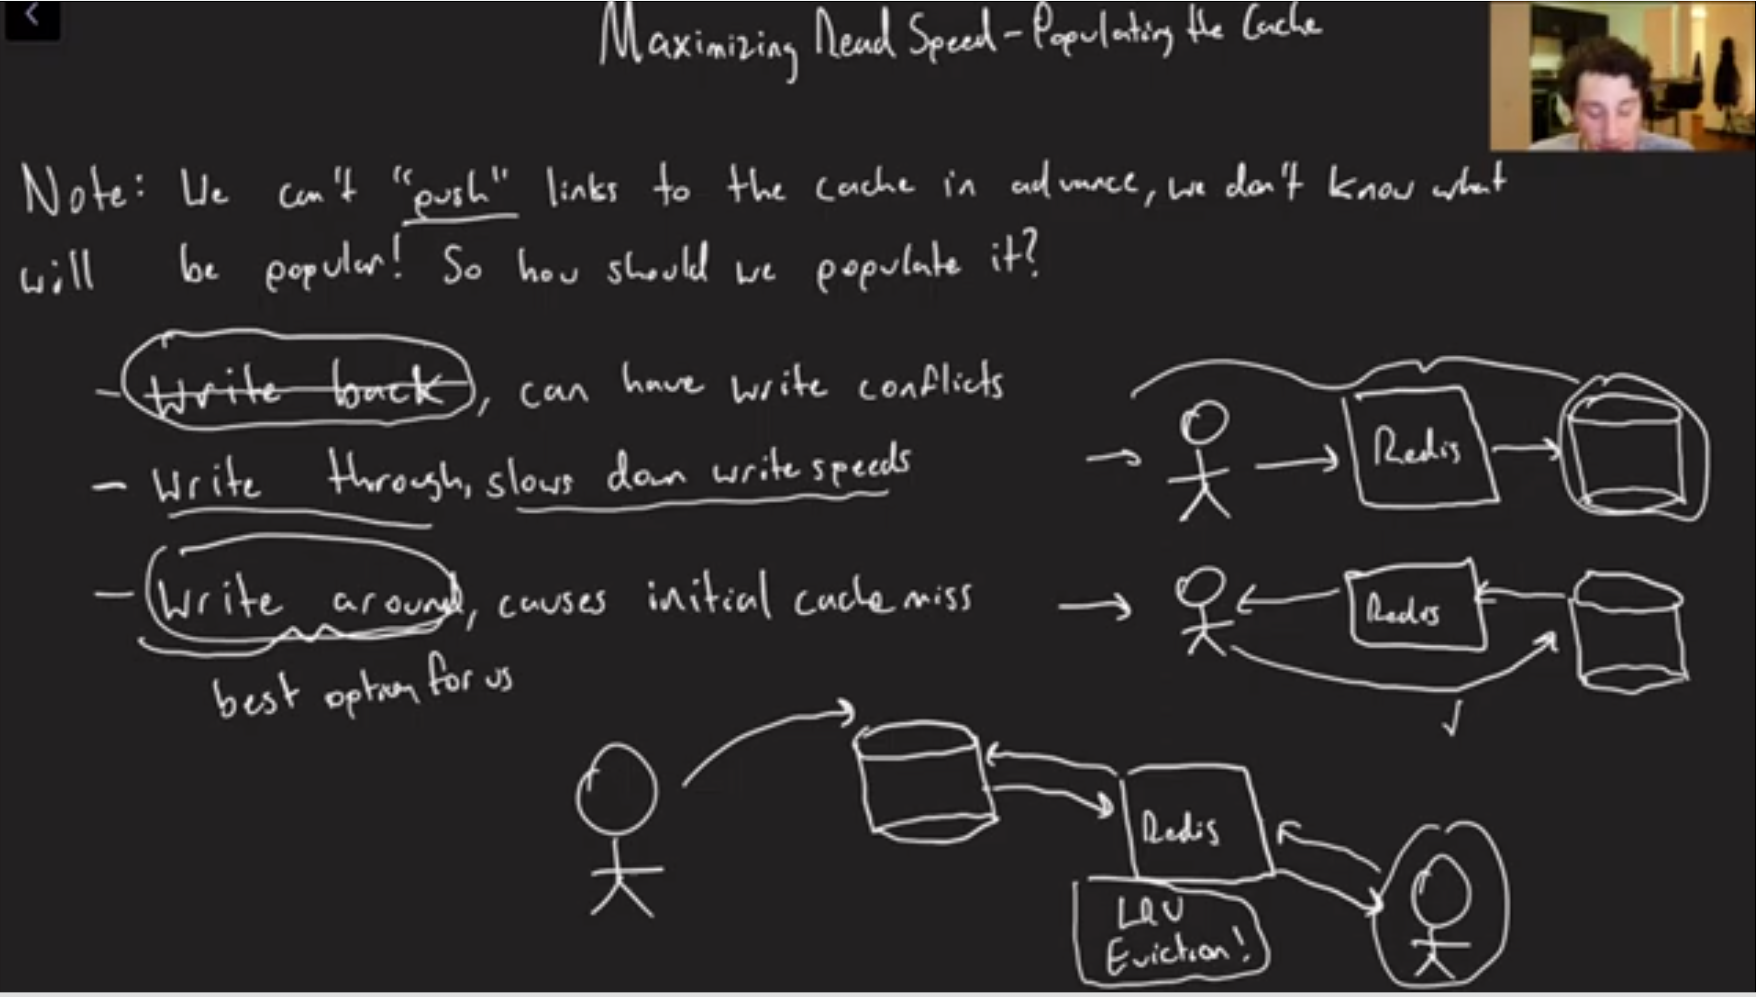 Maximizing Read Speed - Populating the Cache
Note: We can't "push" links to the cache in advance, we don't know what
will be popular! So how should we populate it?
- Write back, can have write conflicts
- Write through, slows down write speeds
Redis
- Write around, causes initial cache miss
Redis
best option for us
Redis
LRU
Eviction!